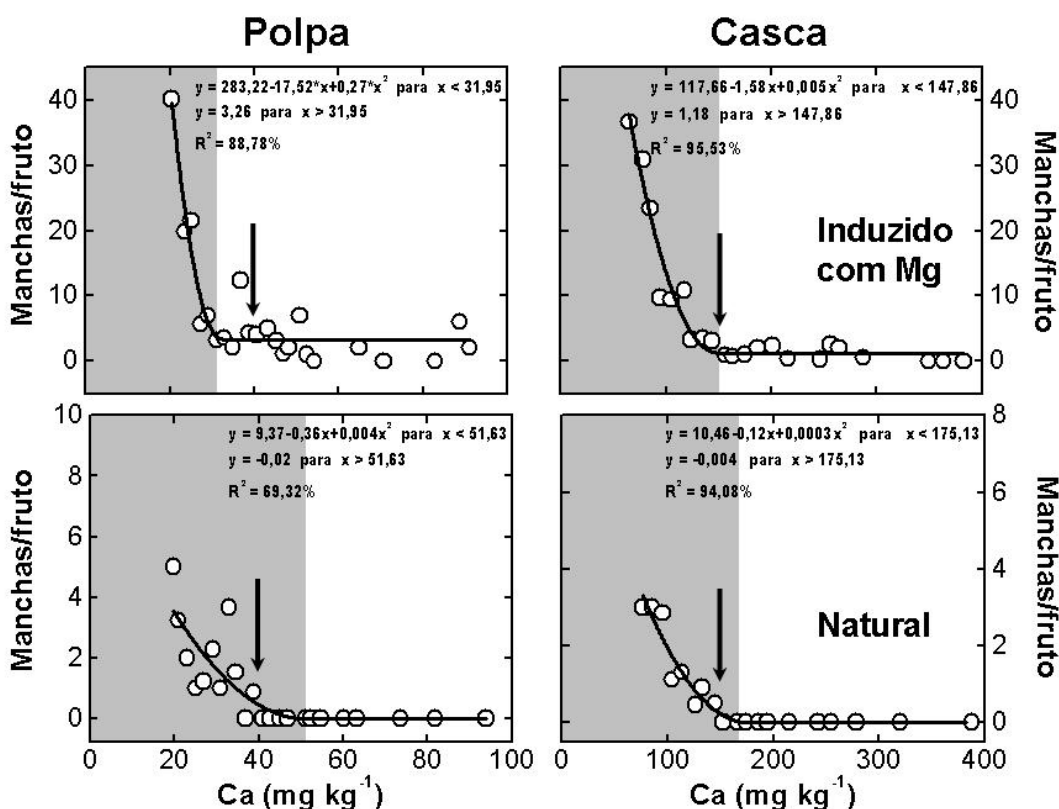 Polpa
Casca
40
30
20
10
0
Manchas/fruto
y = 283,22-17,52*x+0,27*x² para x < 31,95
y = 3,26 para x > 31,95
R² = 88,78%
y = 117,66-1,58x+0,005x² para x < 147,86
y = 1,18 para x > 147,86
R² = 95,53%
Induzido
com Mg
40
30
20
10
0
Manchas/fruto
10
8
6
4
2
0
Manchas/fruto
y = 9,37-0,36x+0,004x² para x < 51,63
y = -0,02 para x > 51,63
R² = 69,32%
0 20 40 60 80 100
Ca (mg kg⁻¹)
y = 10,46-0,12x+0,0003x² para x < 175,13
y = -0,004 para x > 175,13
R² = 94,08%
Natural
8
6
4
2
0
Manchas/fruto
0 100 200 300 400
Ca (mg kg⁻¹)